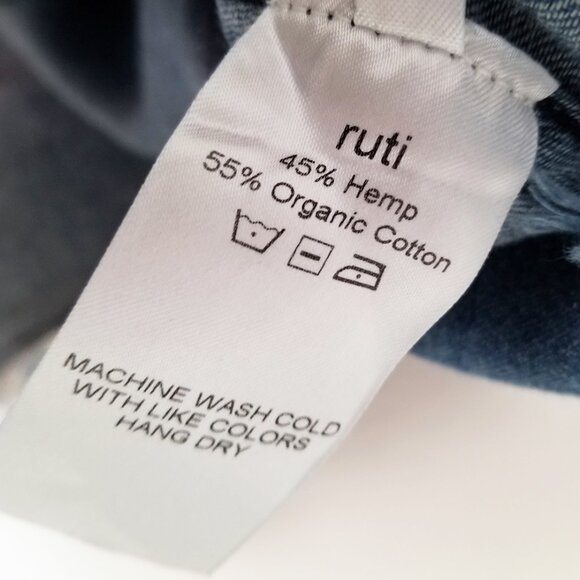 ruti
45% Hemp
55% Organic Cotton
MACHINE WASH COLD
WITH LIKE COLORS
HANG DRY